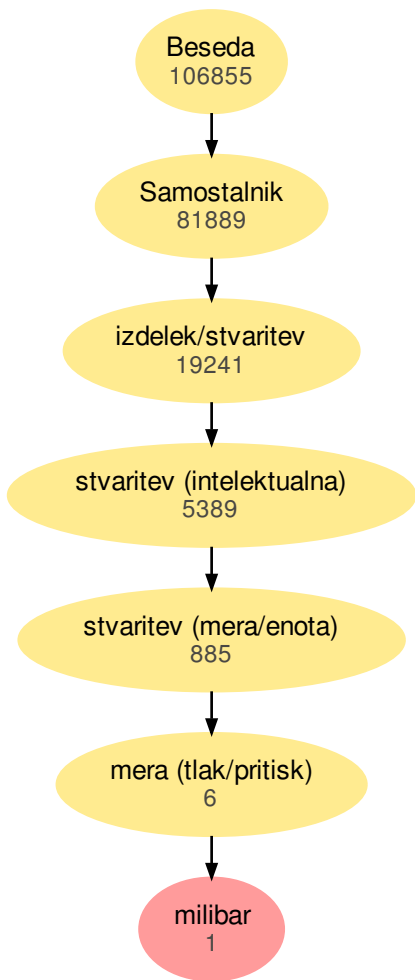 Beseda
106855
Samostalnik
81889
izdelek/stvaritev
19241
stvaritev (intelektualna)
5389
stvaritev (mera/enota)
885
mera (tlak/pritisk)
6
milibar
1